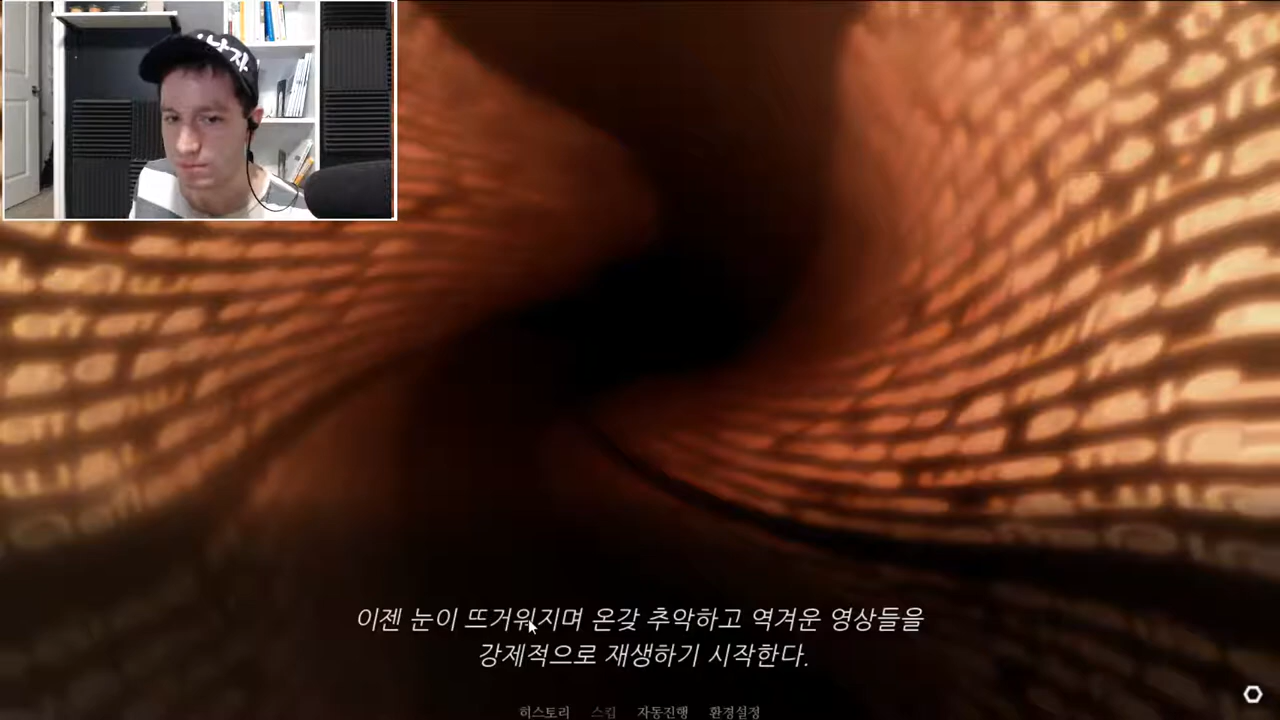 이젠 눈이 뜨거워지며 온갖 추악하고 역겨운 영상들을
강제적으로 재생하기 시작한다.
히스토리 스킵 자동진행 환경설정